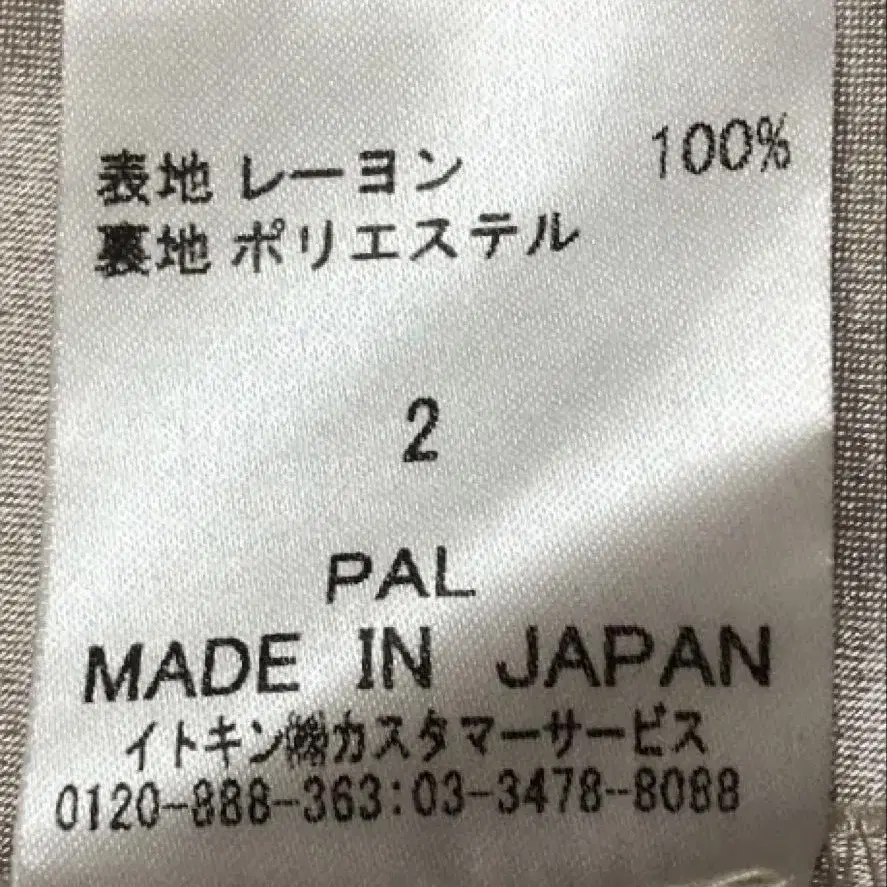 表地 レーヨン 100%
裏地 ポリエステル
2
PAL
MADE IN JAPAN
イトキン㈱カスタマーサービス
0120-888-363:03-3478-8088